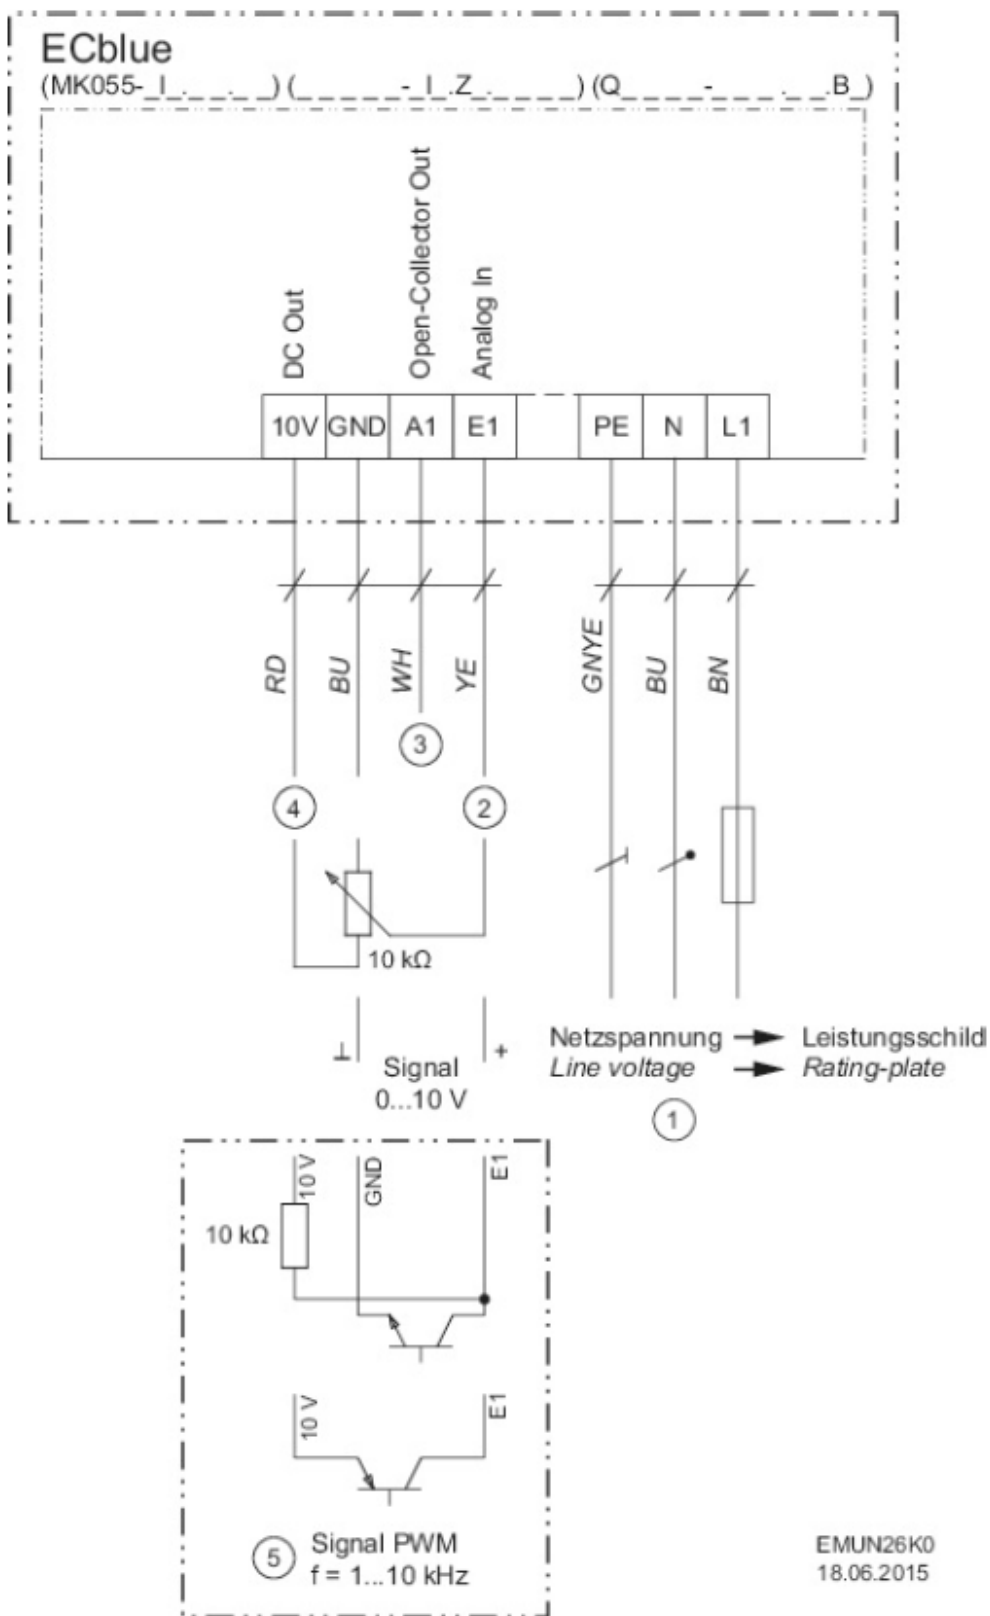 ECblue
(MK055-_I_._ _._ _) (_ _ _ _ _-_I_.Z_._ _ _ _) (Q_ _ _ _-_ _ _._ _.B_)
DC Out
Open-Collector Out
Analog In
10V GND A1 E1 PE N L1
RD BU WH YE GNYE BU BN
3
4 2
10 kΩ
Netzspannung → Leistungsschild
⊥ Signal +
Line voltage → Rating-plate
0...10 V
1
10 V GND E1
10 kΩ
10 V E1
5 Signal PWM
f = 1...10 kHz
EMUN26K0
18.06.2015